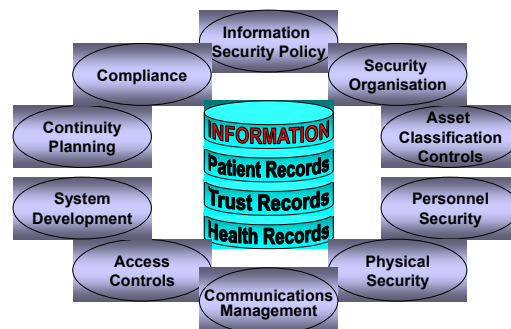 Information
Security Policy
Compliance
Security
Organisation
Continuity
Planning
INFORMATION
Asset
Classification
Controls
Patient Records
System
Development
Trust Records
Personnel
Security
Health Records
Access
Controls
Physical
Security
Communications
Management